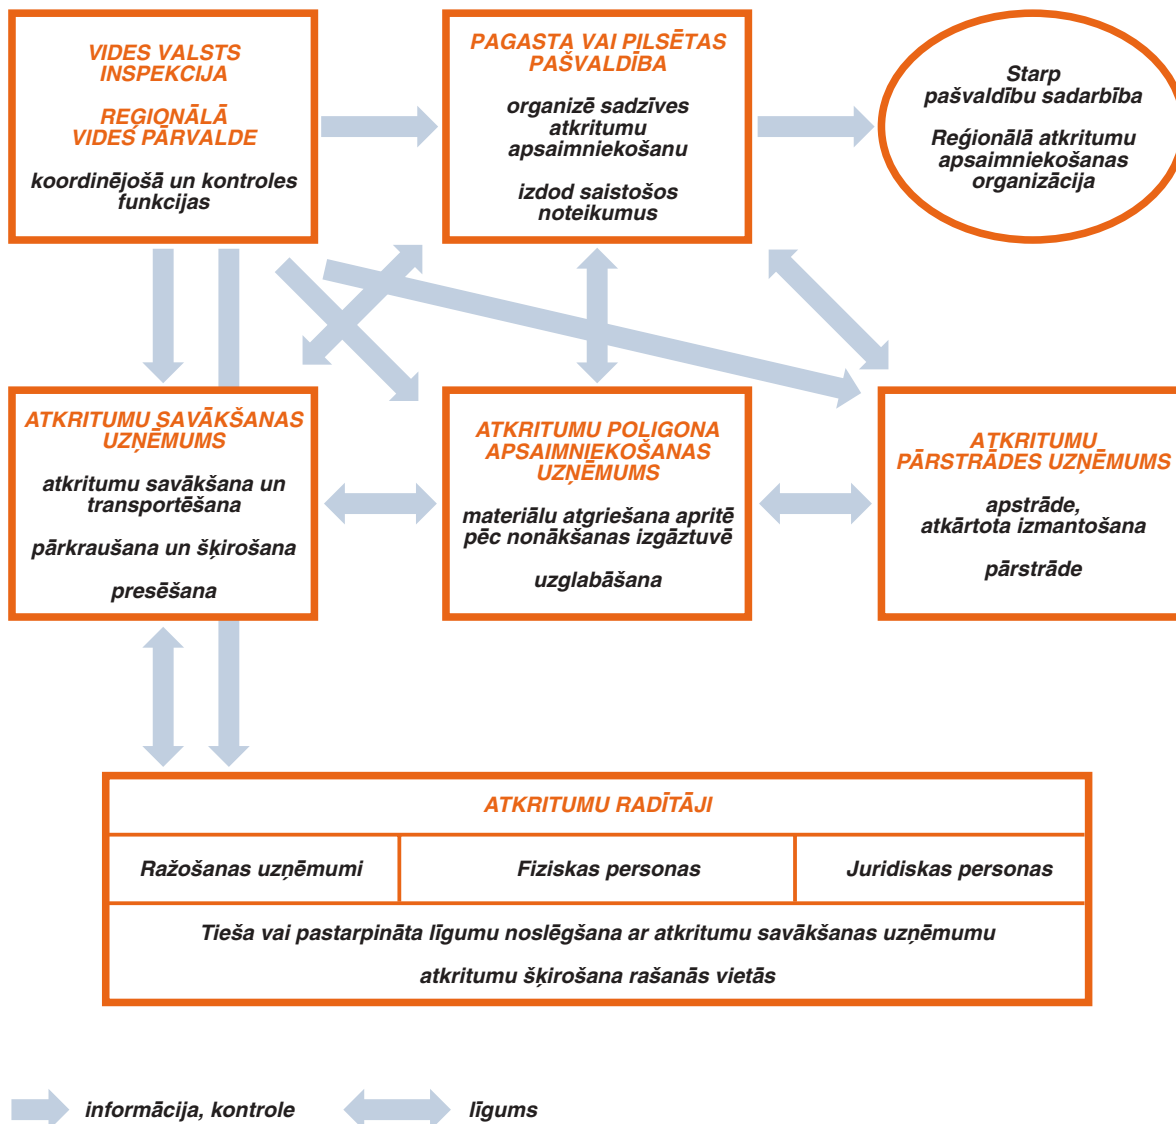 VIDES VALSTS
INSPEKCIJA
REĢIONĀLĀ
VIDES PĀRVALDE
koordinējošā un kontroles
funkcijas
PAGASTA VAI PILSĒTAS
PAŠVALDĪBA
organizē sadzīves
atkritumu
apsaimniekošanu
izdod saistošos
noteikumus
Starp
pašvaldību sadarbība
Reģionālā atkritumu
apsaimniekošanas
organizācija
ATKRITUMU SAVĀKŠANAS
UZŅĒMUMS
atkritumu savākšana un
transportēšana
pārkraušana un šķirošana
presēšana
ATKRITUMU POLIGONA
APSAIMNIEKOŠANAS
UZŅĒMUMS
materiālu atgriešana apritē
pēc nonākšanas izgāztuvē
uzglabāšana
ATKRITUMU
PĀRSTRĀDES UZŅĒMUMS
apstrāde,
atkārtota izmantošana
pārstrāde
ATKRITUMU RADĪTĀJI
Ražošanas uzņēmumi
Fiziskas personas
Juridiskas personas
Tieša vai pastarpināta līgumu noslēgšana ar atkritumu savākšanas uzņēmumu
atkritumu šķirošana rašanās vietās
informācija, kontrole
līgums